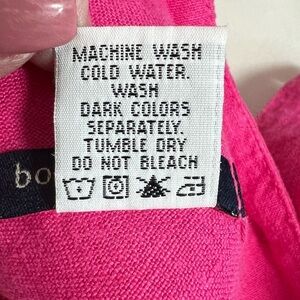 MACHINE WASH
COLD WATER.
WASH
DARK COLORS
SEPARATELY.
TUMBLE DRY
DO NOT BLEACH